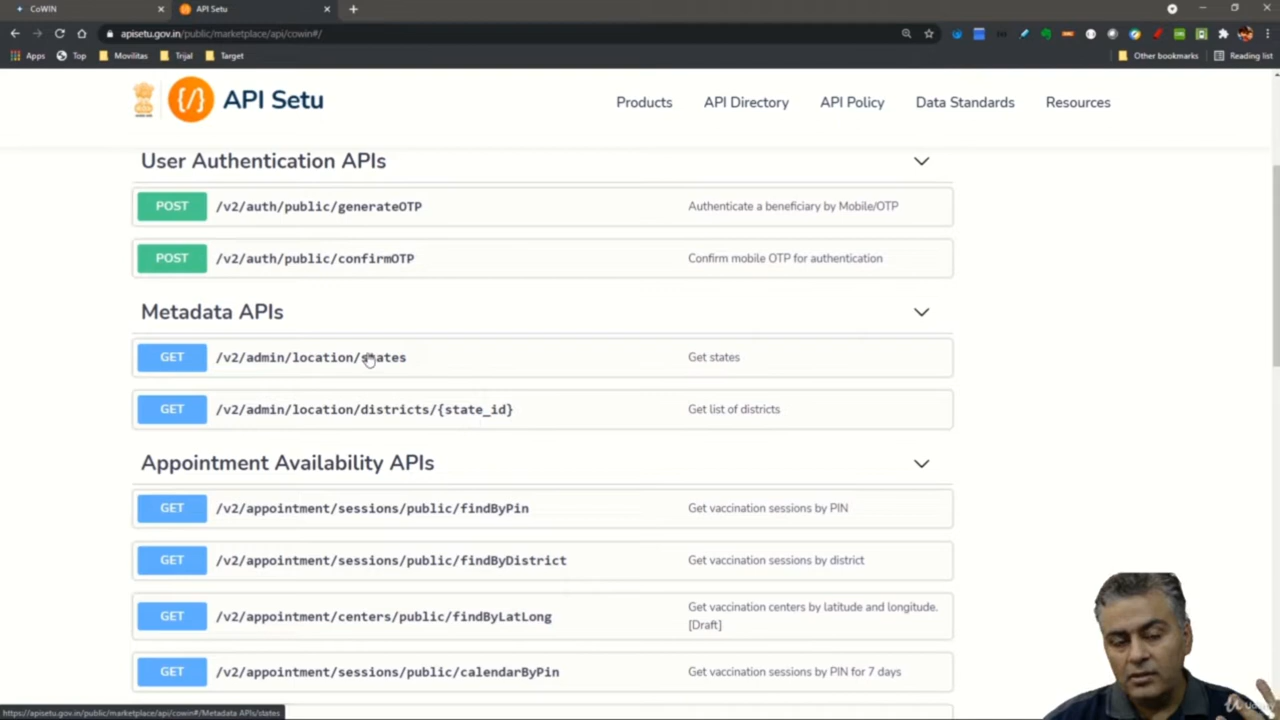 CoWIN
API Setu
apisetu.gov.in/public/marketplace/api/cowin#/
Apps
Top
Movilitas
Trijal
Target
Other bookmarks
Reading list
API Setu
Products
API Directory
API Policy
Data Standards
Resources
User Authentication APIs
POST /v2/auth/public/generateOTP Authenticate a beneficiary by Mobile/OTP
POST /v2/auth/public/confirmOTP Confirm mobile OTP for authentication
Metadata APIs
GET /v2/admin/location/states Get states
GET /v2/admin/location/districts/{state_id} Get list of districts
Appointment Availability APIs
GET /v2/appointment/sessions/public/findByPin Get vaccination sessions by PIN
GET /v2/appointment/sessions/public/findByDistrict Get vaccination sessions by district
GET /v2/appointment/centers/public/findByLatLong Get vaccination centers by latitude and longitude.
[Draft]
GET /v2/appointment/sessions/public/calendarByPin Get vaccination sessions by PIN for 7 days
https://apisetu.gov.in/public/marketplace/api/cowin#/Metadata APIs/states